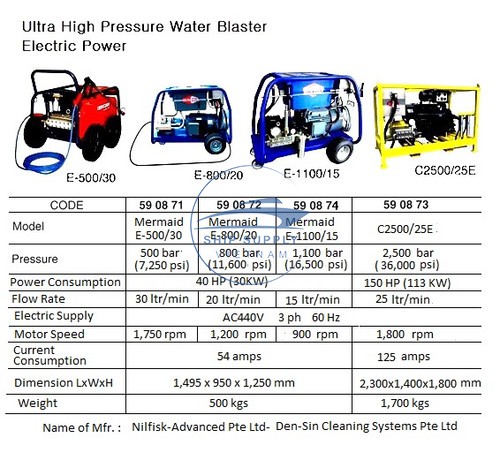 Ultra High Pressure Water Blaster
Electric Power
E-500/30 E-800/20 E-1100/15 C2500/25E
CODE 59 08 71 59 08 72 59 08 74 59 08 73
Model Mermaid E-500/30 Mermaid E-800/20 Mermaid E-1100/15 C2500/25E
Pressure 500 bar (7,250 psi) 800 bar (11,600 psi) 1,100 bar (16,500 psi) 2,500 bar (36,000 psi)
Power Consumption 40 HP (30KW) 150 HP (113 KW)
Flow Rate 30 ltr/min 20 ltr/min 15 ltr/min 25 ltr/min
Electric Supply AC440V 3 ph 60 Hz
Motor Speed 1,750 rpm 1,200 rpm 900 rpm 1,800 rpm
Current Consumption 54 amps 125 amps
Dimension LxWxH 1,495 x 950 x 1,250 mm 2,300x1,400x1,800 mm
Weight 500 kgs 1,700 kgs
Name of Mfr. : Nilfisk-Advanced Pte Ltd- Den-Sin Cleaning Systems Pte Ltd
SHIP SUPPLY
VIETNAM